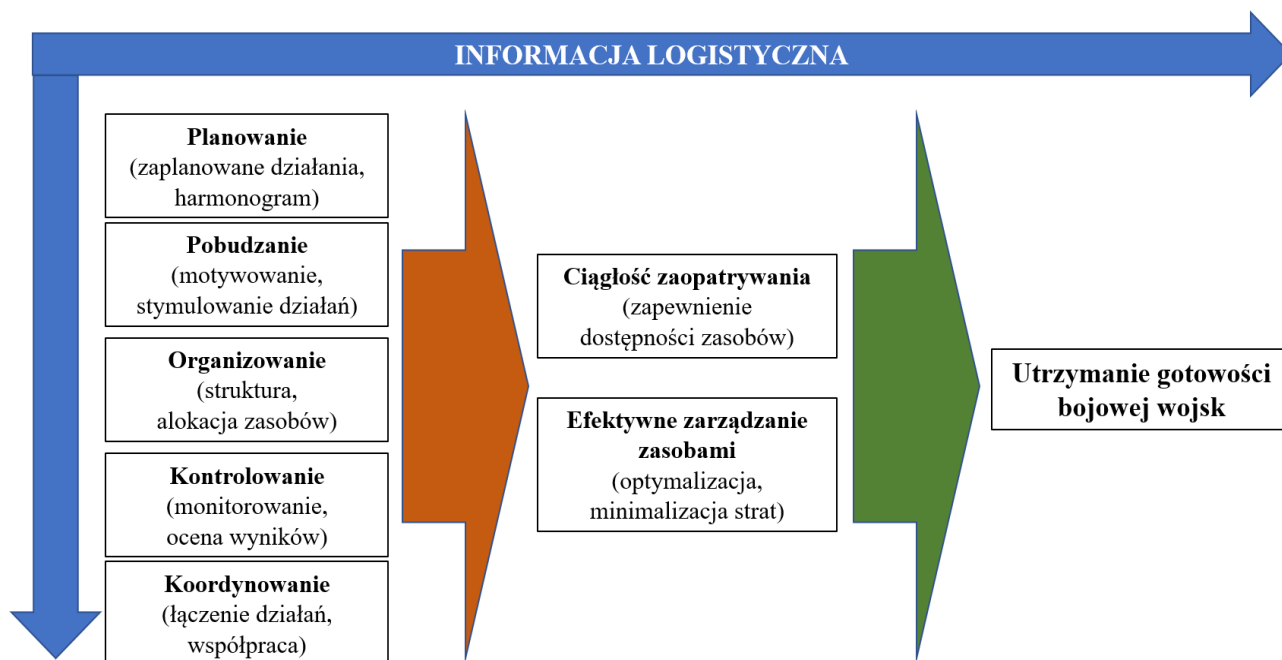 INFORMACJA LOGISTYCZNA
Planowanie
(zaplanowane działania,
harmonogram)
Pobudzanie
(motywowanie,
stymulowanie działań)
Organizowanie
(struktura,
alokacja zasobów)
Kontrolowanie
(monitorowanie,
ocena wyników)
Koordynowanie
(łączenie działań,
współpraca)
Ciągłość zaopatrywania
(zapewnienie
dostępności zasobów)
Efektywne zarządzanie
zasobami
(optymalizacja,
minimalizacja strat)
Utrzymanie gotowości
bojowej wojsk